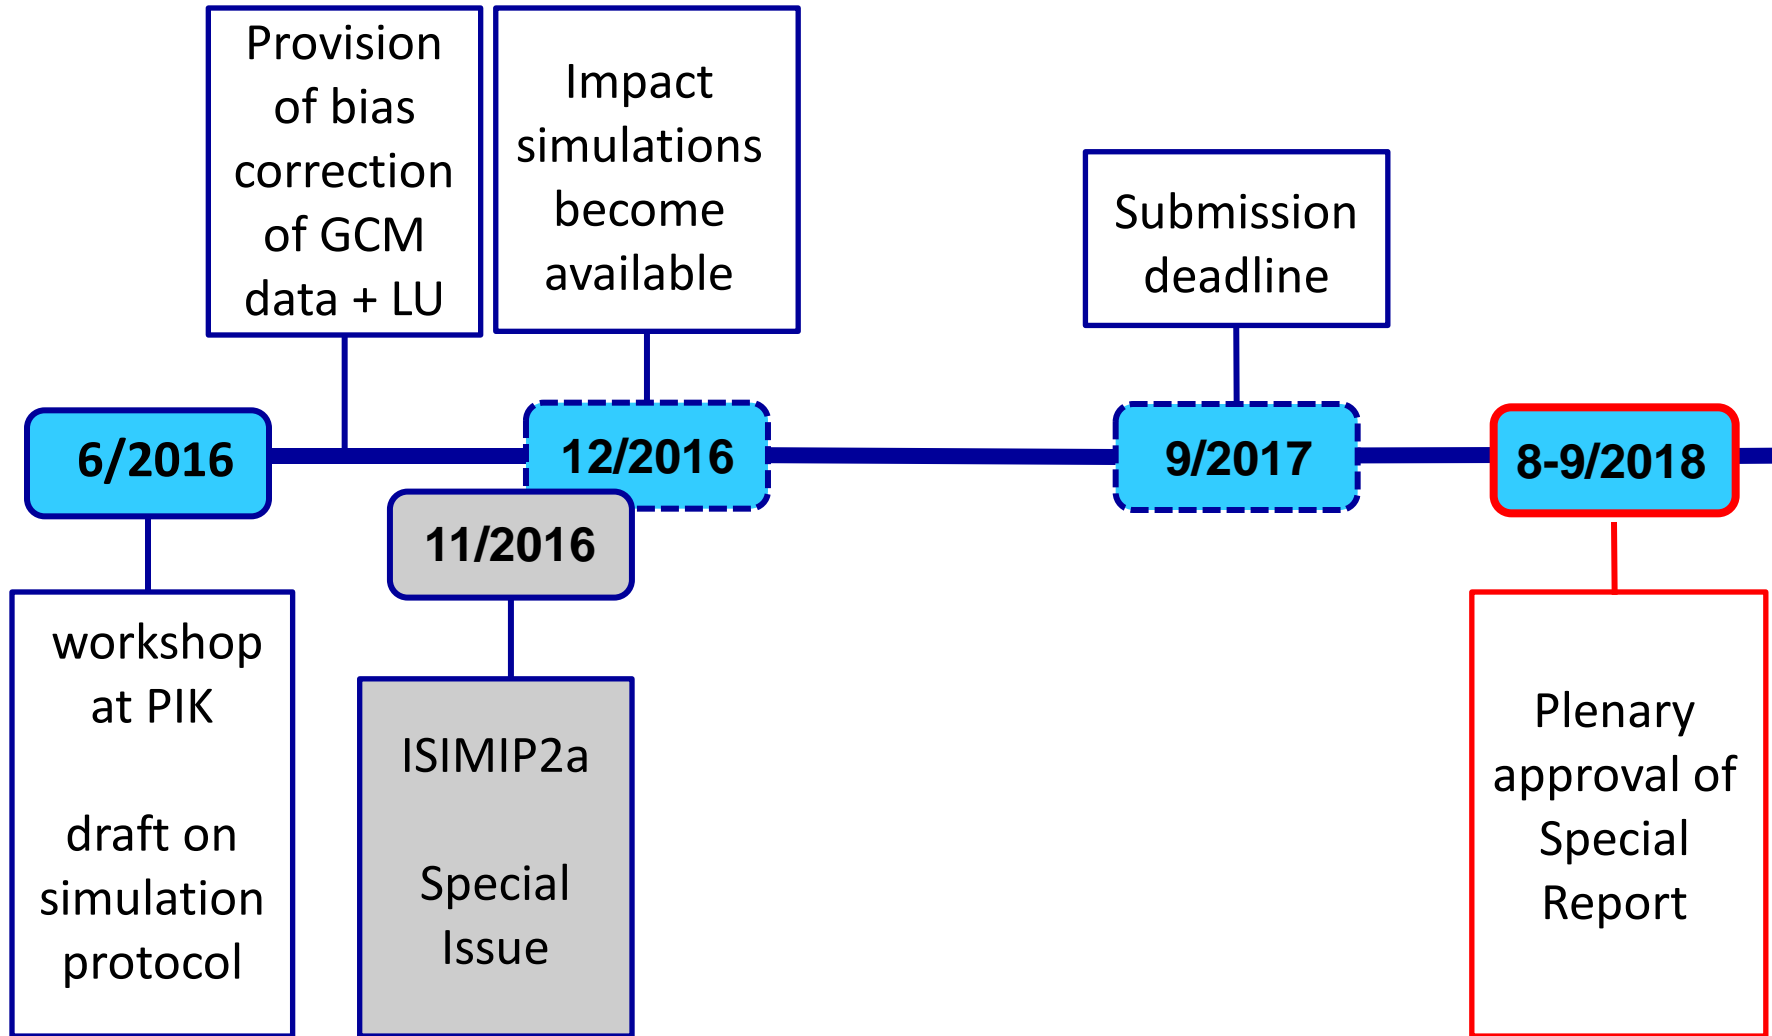 Provision
of bias
correction
of GCM
data + LU
Impact
simulations
become
available
Submission
deadline
6/2016
12/2016
9/2017
8-9/2018
11/2016
workshop
at PIK
draft on
simulation
protocol
ISIMIP2a
Special
Issue
Plenary
approval of
Special
Report